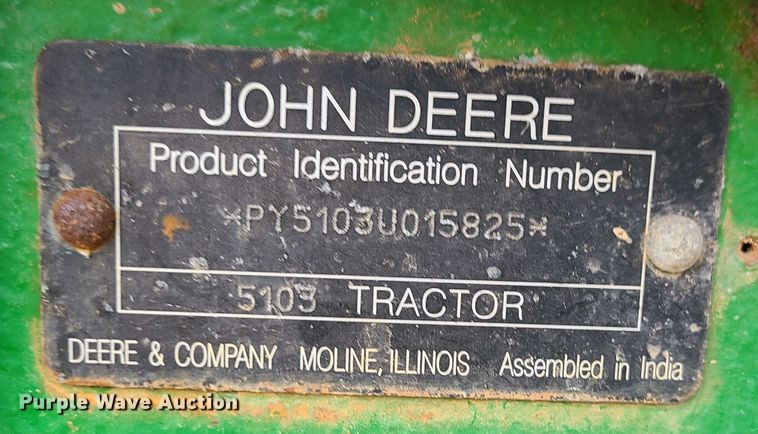 JOHN DEERE
Product Identification Number
*PY5103U015825*
5103 TRACTOR
DEERE & COMPANY MOLINE, ILLINOIS Assembled in India
Purple Wave Auction